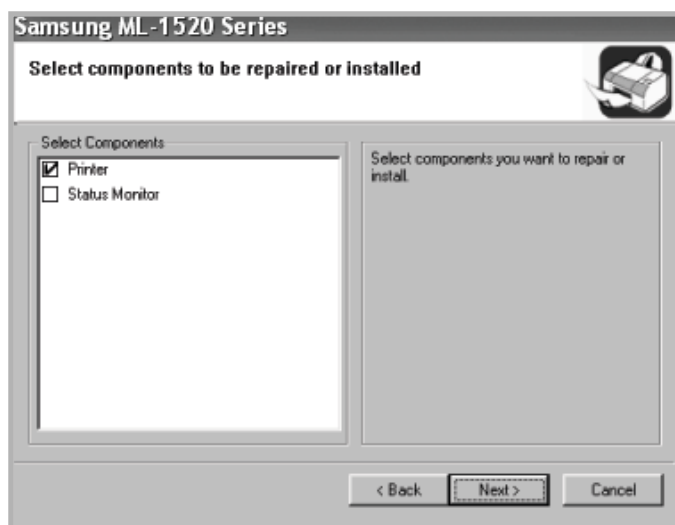 Samsung ML-1520 Series
Select components to be repaired or installed
Select Components
Printer
Status Monitor
Select components you want to repair or
install.
< Back
Next >
Cancel